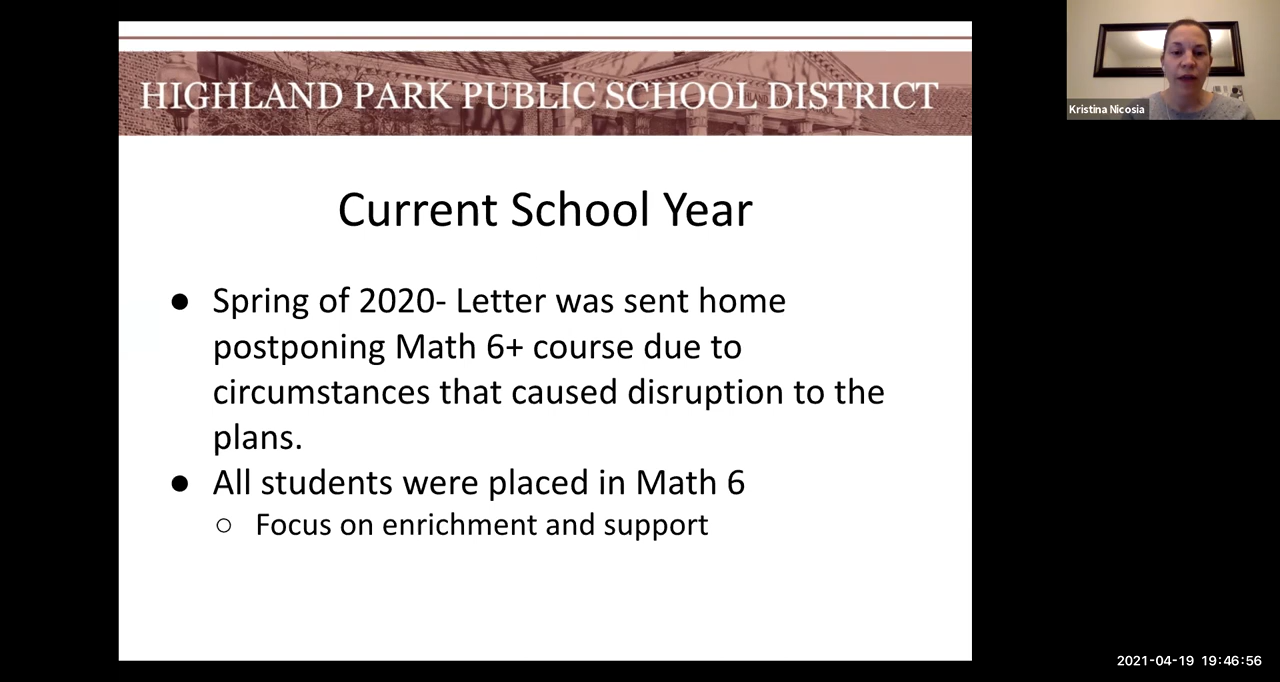 HIGHLAND PARK PUBLIC SCHOOL DISTRICT
Kristina Nicosia
Current School Year
● Spring of 2020- Letter was sent home
postponing Math 6+ course due to
circumstances that caused disruption to the
plans.
● All students were placed in Math 6
○ Focus on enrichment and support
2021-04-19 19:46:56